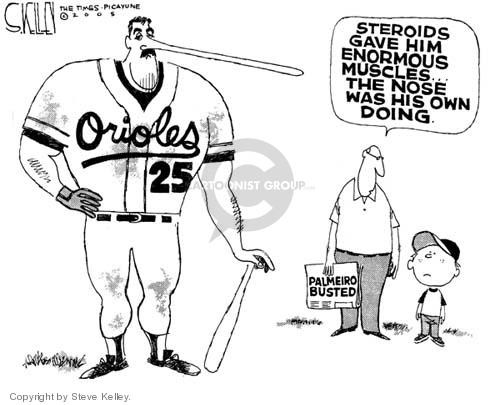 S. KELLEY
THE TIMES-PICAYUNE
© 2005
STEROIDS
GAVE HIM
ENORMOUS
MUSCLES...
THE NOSE
WAS HIS OWN
DOING.
Orioles
25
CARTOONIST GROUP
PALMEIRO
BUSTED
Copyright by Steve Kelley.